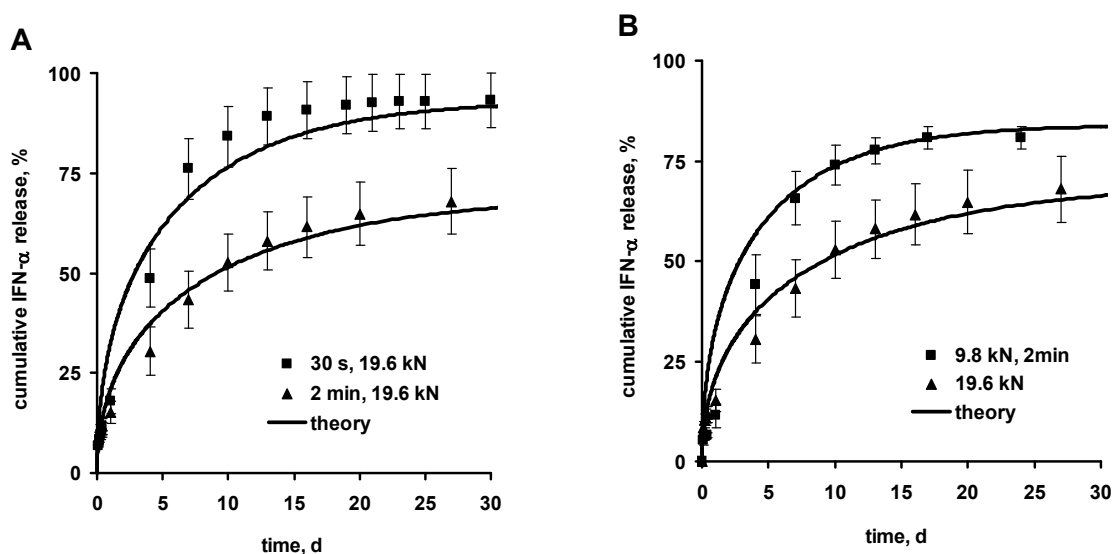 A
cumulative IFN-α release, %
100
75
50
25
0
30 s, 19.6 kN
2 min, 19.6 kN
theory
0 5 10 15 20 25 30
time, d
B
cumulative IFN-α release, %
100
75
50
25
0
9.8 kN, 2min
19.6 kN
theory
0 5 10 15 20 25 30
time, d